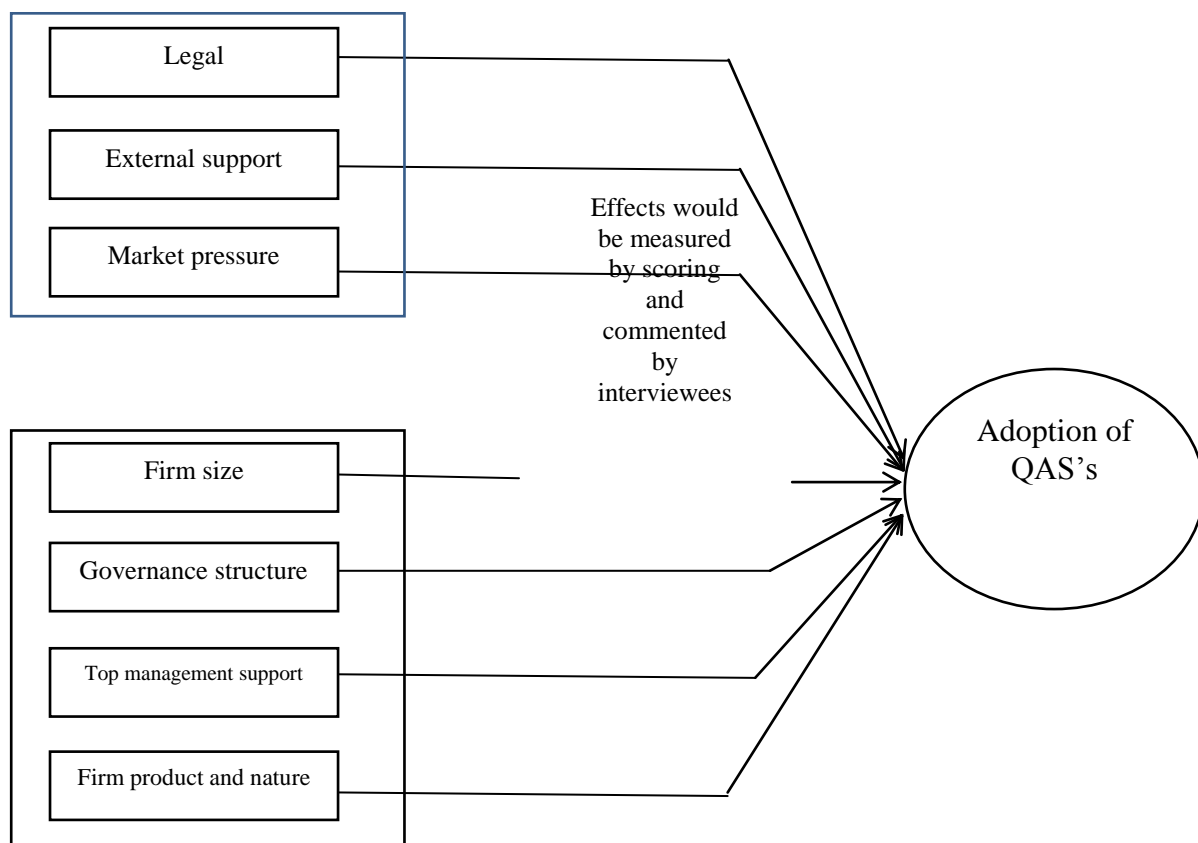 Legal
External support
Market pressure
Effects would
be measured
by scoring
and
commented
by
interviewees
Firm size
Governance structure
Top management support
Firm product and nature
Adoption of
QAS’s